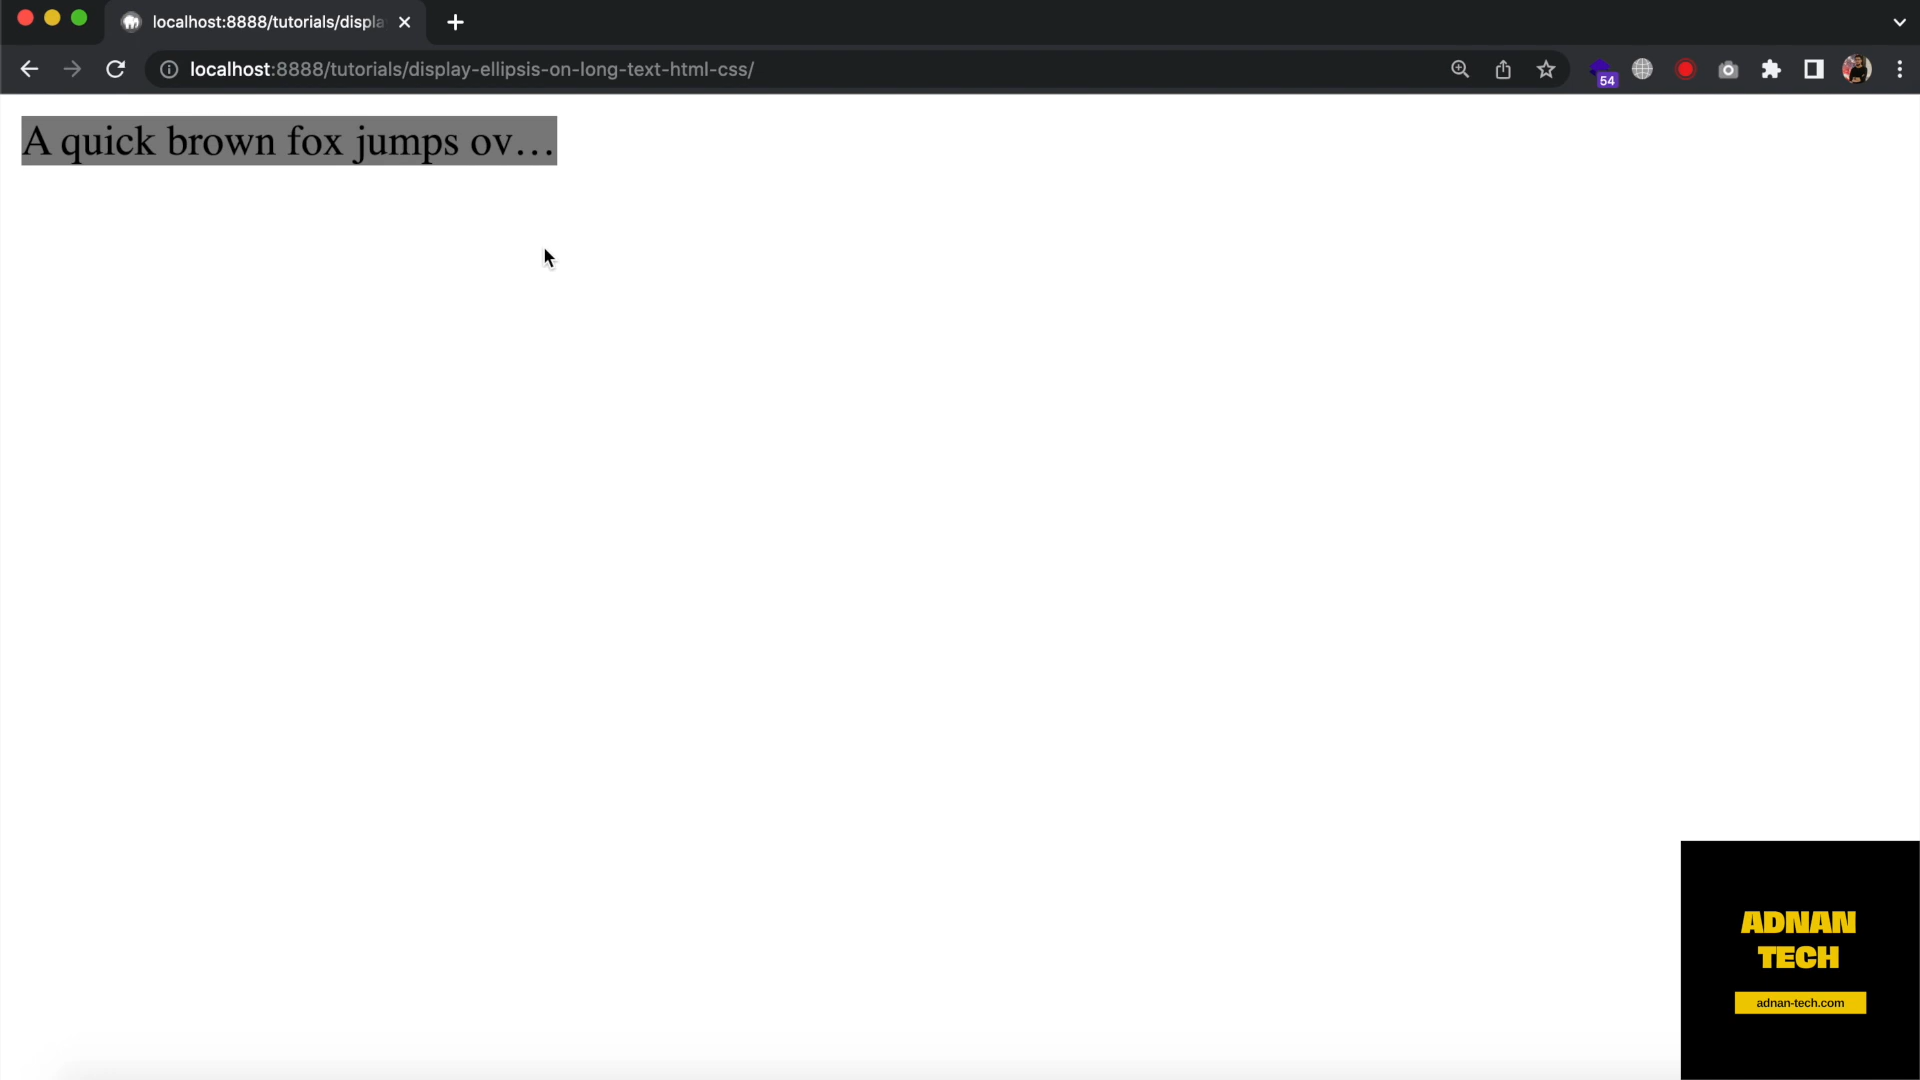 localhost:8888/tutorials/displa
localhost:8888/tutorials/display-ellipsis-on-long-text-html-css/
54
A quick brown fox jumps ov…
ADNAN
TECH
adnan-tech.com